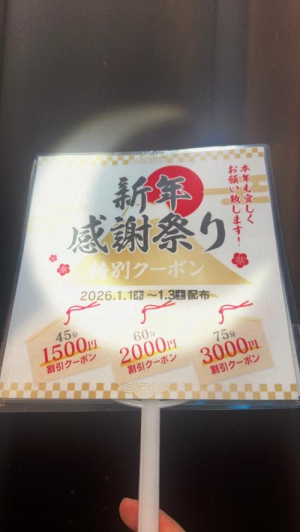 本年も宜しく
お願い致します！
新年
感謝祭り
特別クーポン
2026.1.1木～1.3土配布
45分
1500円
割引クーポン
60分
2000円
割引クーポン
75分
3000円
割引クーポン